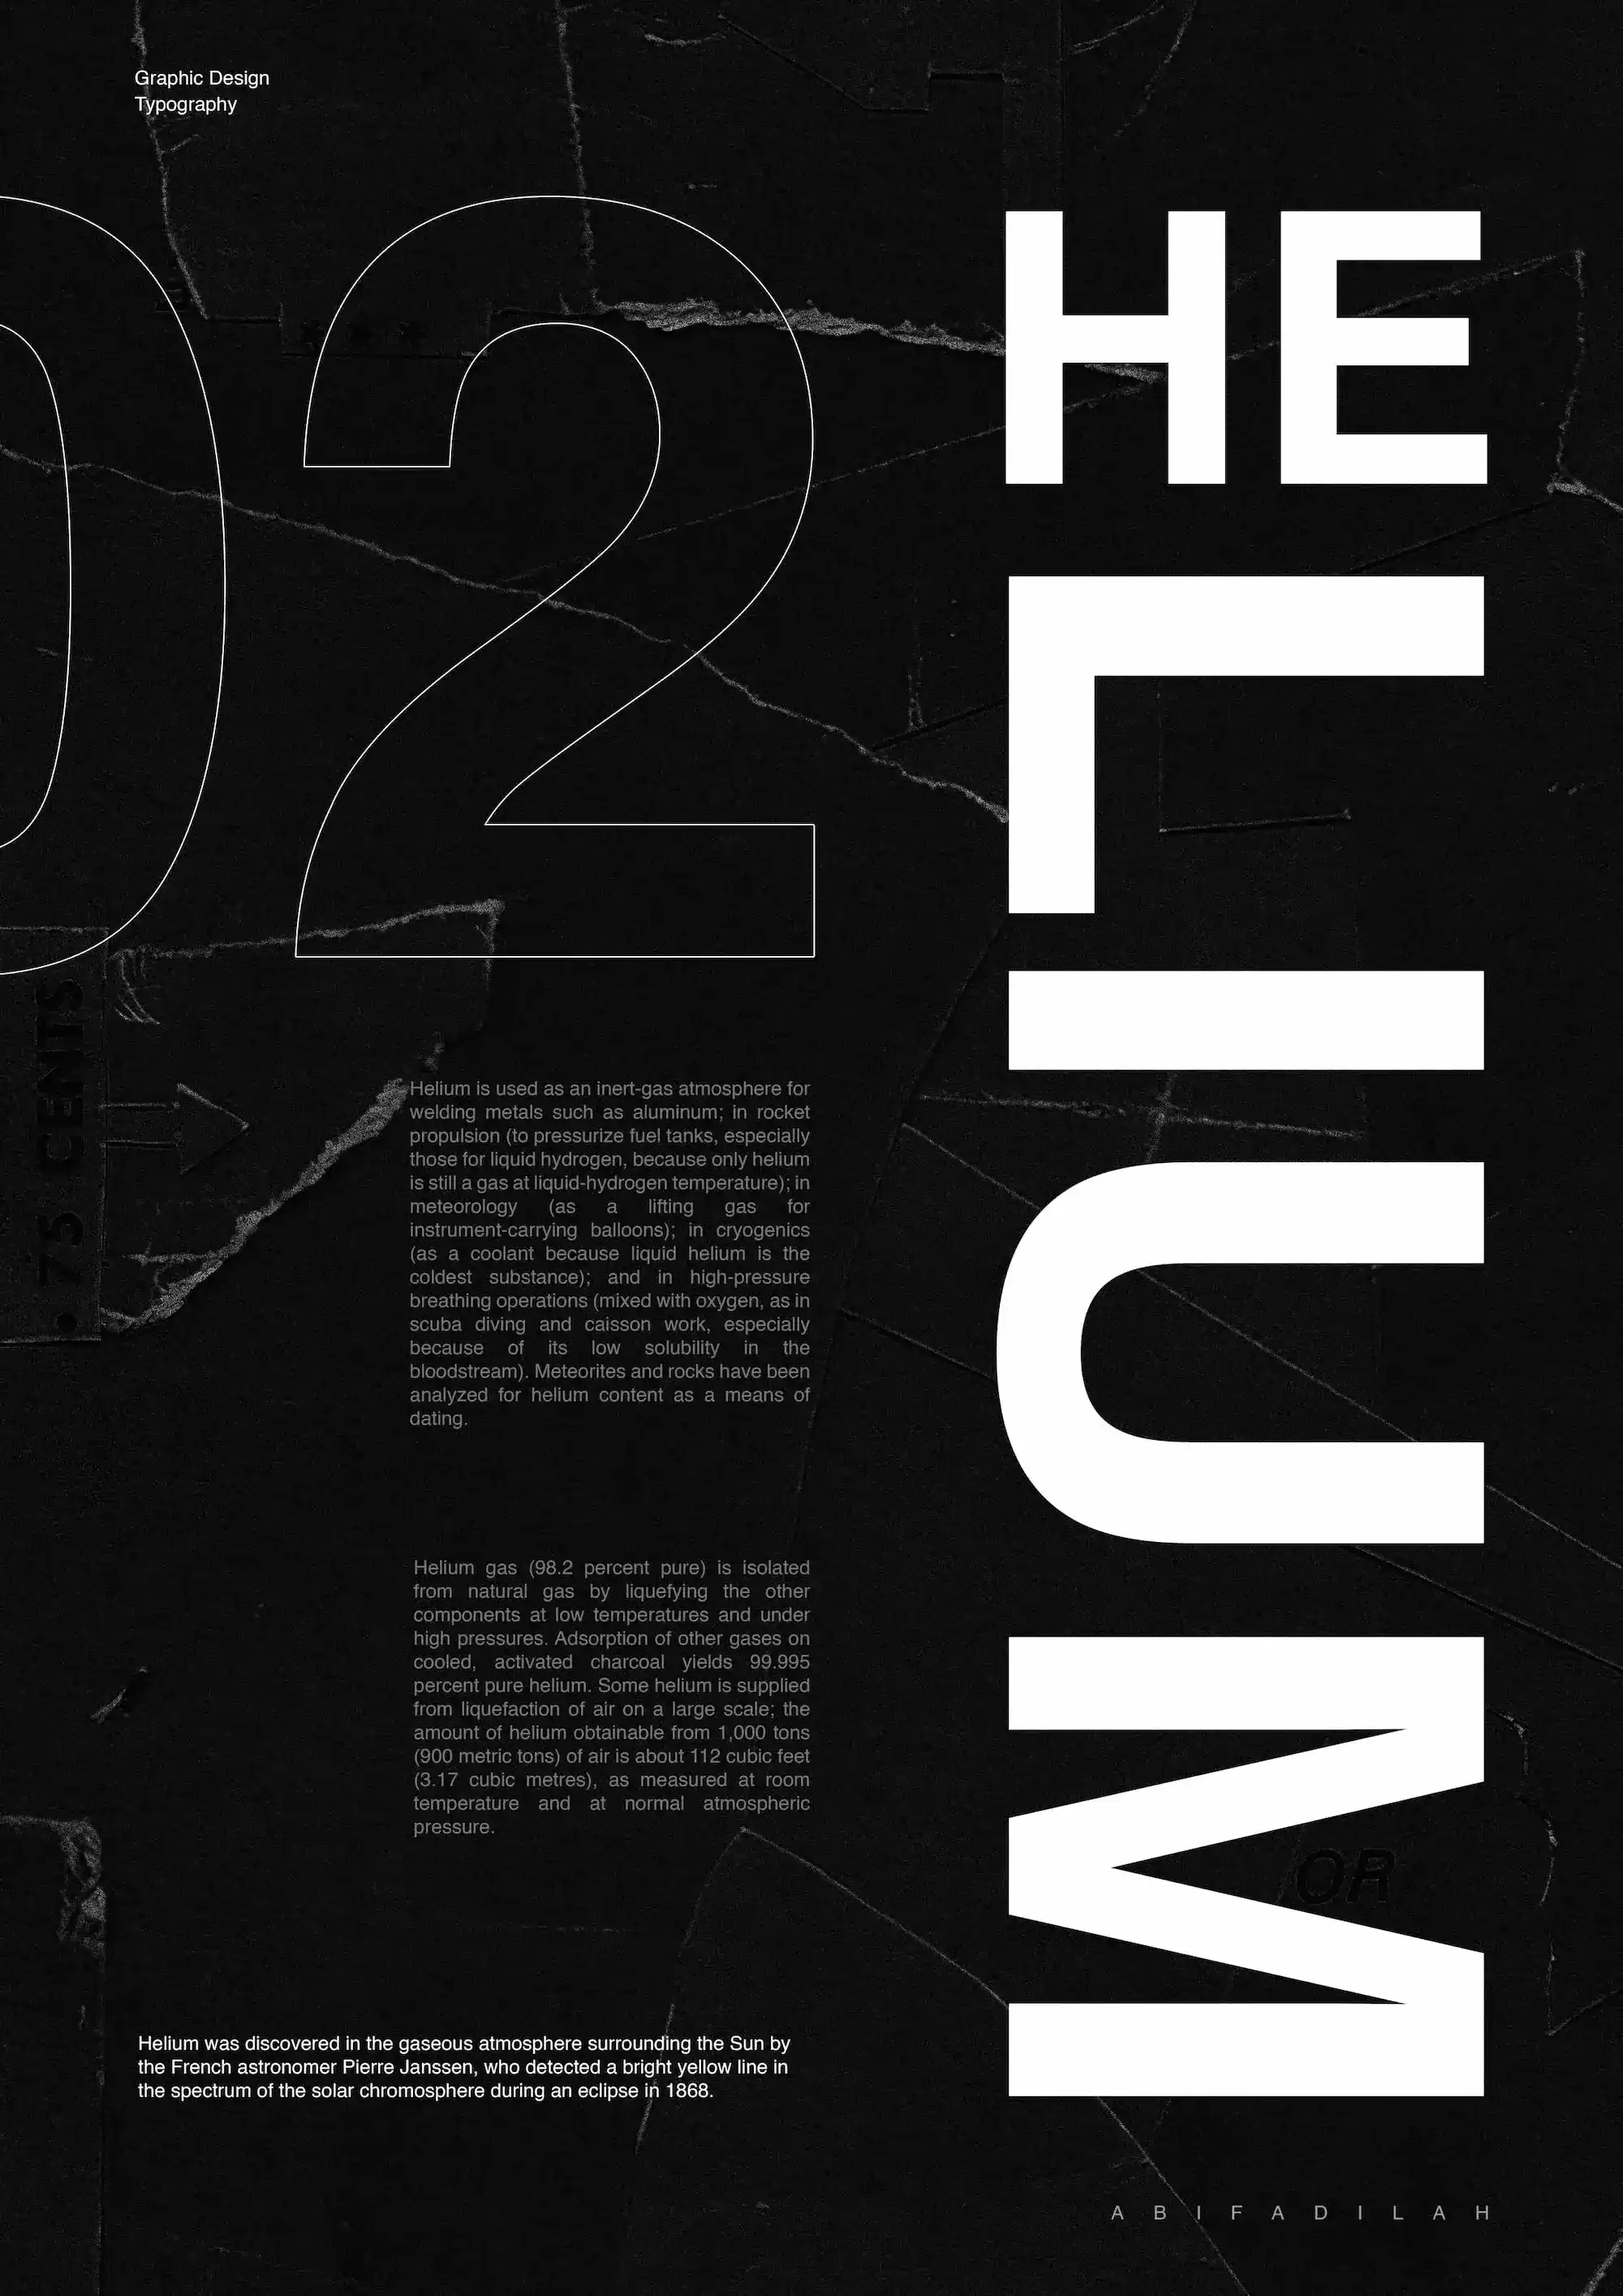 Graphic Design
Typography
02
HE
LIUM
75 CENTS
Helium is used as an inert-gas atmosphere for
welding metals such as aluminum; in rocket
propulsion (to pressurize fuel tanks, especially
those for liquid hydrogen, because only helium
is still a gas at liquid-hydrogen temperature); in
meteorology (as a lifting gas for
instrument-carrying balloons); in cryogenics
(as a coolant because liquid helium is the
coldest substance); and in high-pressure
breathing operations (mixed with oxygen, as in
scuba diving and caisson work, especially
because of its low solubility in the
bloodstream). Meteorites and rocks have been
analyzed for helium content as a means of
dating.
Helium gas (98.2 percent pure) is isolated
from natural gas by liquefying the other
components at low temperatures and under
high pressures. Adsorption of other gases on
cooled, activated charcoal yields 99.995
percent pure helium. Some helium is supplied
from liquefaction of air on a large scale; the
amount of helium obtainable from 1,000 tons
(900 metric tons) of air is about 112 cubic feet
(3.17 cubic metres), as measured at room
temperature and at normal atmospheric
pressure.
OR
Helium was discovered in the gaseous atmosphere surrounding the Sun by
the French astronomer Pierre Janssen, who detected a bright yellow line in
the spectrum of the solar chromosphere during an eclipse in 1868.
ABIFADILAH